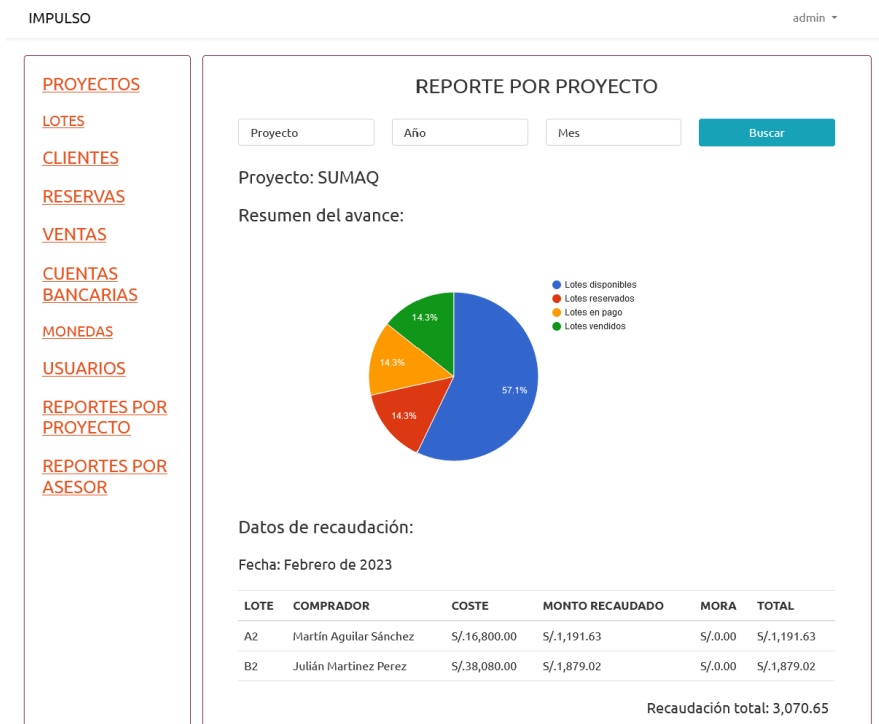 IMPULSO
admin
PROYECTOS
LOTES
CLIENTES
RESERVAS
VENTAS
CUENTAS
BANCARIAS
MONEDAS
USUARIOS
REPORTES POR
PROYECTO
REPORTES POR
ASESOR
REPORTE POR PROYECTO
Proyecto Año Mes Buscar
Proyecto: SUMAQ
Resumen del avance:
Lotes disponibles
Lotes reservados
Lotes en pago
Lotes vendidos
14.3%
14.3%
57.1%
14.3%
Datos de recaudación:
Fecha: Febrero de 2023
LOTE COMPRADOR COSTE MONTO RECAUDADO MORA TOTAL
A2 Martín Aguilar Sánchez S/.16,800.00 S/.1,191.63 S/.0.00 S/.1,191.63
B2 Julián Martinez Perez S/.38,080.00 S/.1,879.02 S/.0.00 S/.1,879.02
Recaudación total: 3,070.65